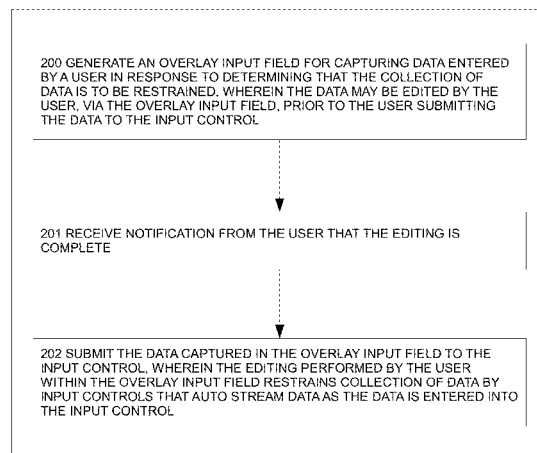 200 GENERATE AN OVERLAY INPUT FIELD FOR CAPTURING DATA ENTERED
BY A USER IN RESPONSE TO DETERMINING THAT THE COLLECTION OF
DATA IS TO BE RESTRAINED, WHEREIN THE DATA MAY BE EDITED BY THE
USER, VIA THE OVERLAY INPUT FIELD, PRIOR TO THE USER SUBMITTING
THE DATA TO THE INPUT CONTROL
201 RECEIVE NOTIFICATION FROM THE USER THAT THE EDITING IS
COMPLETE
202 SUBMIT THE DATA CAPTURED IN THE OVERLAY INPUT FIELD TO THE
INPUT CONTROL, WHEREIN THE EDITING PERFORMED BY THE USER
WITHIN THE OVERLAY INPUT FIELD RESTRAINS COLLECTION OF DATA BY
INPUT CONTROLS THAT AUTO STREAM DATA AS THE DATA IS ENTERED INTO
THE INPUT CONTROL